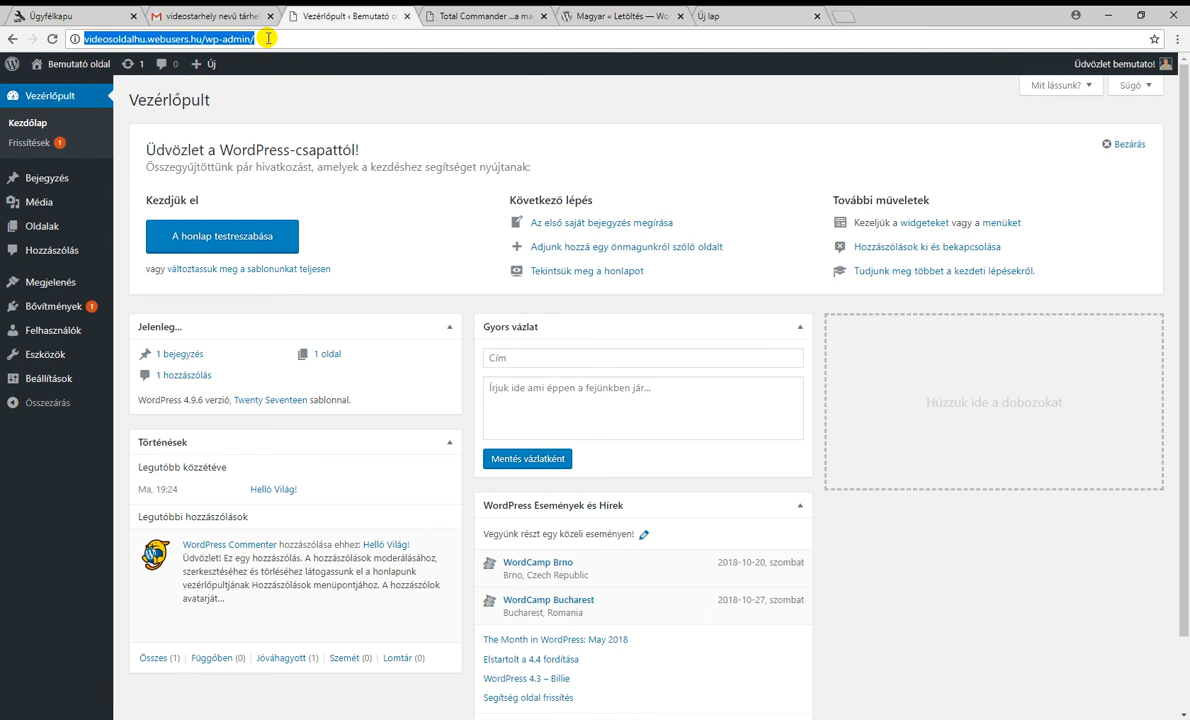 Ügyfélkapu
videostarhely nevű tárhel
Vezérlőpult ‹ Bemutató ol
Total Commander ...a ma
Magyar « Letöltés — Wo
Új lap
videosoldalhu.webusers.hu/wp-admin/
Bemutató oldal
1
0
Új
Üdvözlet bemutato!
Vezérlőpult
Kezdőlap
Frissítések 1
Bejegyzés
Média
Oldalak
Hozzászólás
Megjelenés
Bővítmények 1
Felhasználók
Eszközök
Beállítások
Összezárás
Mit lássunk?
Súgó
Vezérlőpult
Üdvözlet a WordPress-csapattól!
Bezárás
Összegyűjtöttünk pár hivatkozást, amelyek a kezdéshez segítséget nyújtanak:
Kezdjük el
A honlap testreszabása
vagy változtassuk meg a sablonunkat teljesen
Következő lépés
Az első saját bejegyzés megírása
Adjunk hozzá egy önmagunkról szóló oldalt
Tekintsük meg a honlapot
További műveletek
Kezeljük a widgeteket vagy a menüket
Hozzászólások ki és bekapcsolása
Tudjunk meg többet a kezdeti lépésekről.
Jelenleg...
1 bejegyzés
1 oldal
1 hozzászólás
WordPress 4.9.6 verzió, Twenty Seventeen sablonnal.
Történések
Legutóbb közzétéve
Ma, 19:24
Helló Világ!
Legutóbbi hozzászólások
WordPress Commenter hozzászólása ehhez: Helló Világ!
Üdvözlet! Ez egy hozzászólás. A hozzászólások moderálásához,
szerkesztéséhez és törléséhez látogassunk el a honlapunk
vezérlőpultjának Hozzászólások menüpontjához. A hozzászólók
avatarját...
Összes (1) | Függőben (0) | Jóváhagyott (1) | Szemét (0) | Lomtár (0)
Gyors vázlat
Cím
Írjuk ide ami éppen a fejünkben jár...
Mentés vázlatként
WordPress Események és Hírek
Vegyünk részt egy közeli eseményen!
WordCamp Brno
2018-10-20, szombat
Brno, Czech Republic
WordCamp Bucharest
2018-10-27, szombat
Bucharest, Romania
The Month in WordPress: May 2018
Elstartolt a 4.4 fordítása
WordPress 4.3 – Billie
Segítség oldal frissítés
Húzzuk ide a dobozokat